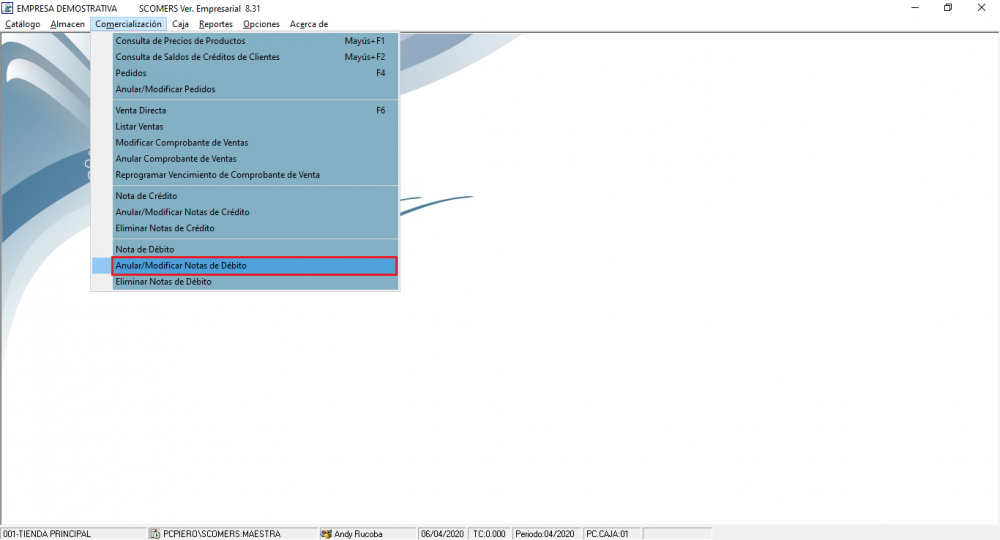 EMPRESA DEMOSTRATIVA SCOMERS Ver. Empresarial 8.31
Catálogo Almacen Comercialización Caja Reportes Opciones Acerca de
Consulta de Precios de Productos Mayús+F1
Consulta de Saldos de Créditos de Clientes Mayús+F2
Pedidos F4
Anular/Modificar Pedidos
Venta Directa F6
Listar Ventas
Modificar Comprobante de Ventas
Anular Comprobante de Ventas
Reprogramar Vencimiento de Comprobante de Venta
Nota de Crédito
Anular/Modificar Notas de Crédito
Eliminar Notas de Crédito
Nota de Débito
Anular/Modificar Notas de Débito
Eliminar Notas de Débito
001-TIENDA PRINCIPAL PCPIERO\SCOMERS:MAESTRA Andy Rucoba 06/04/2020 TC:0.000 Periodo:04/2020 PC.CAJA:01